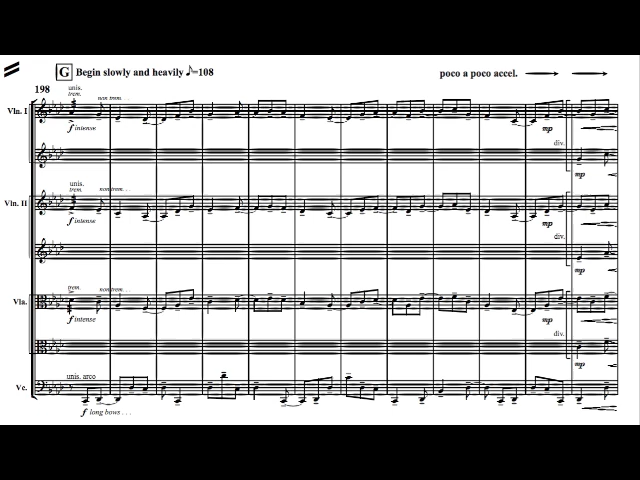 G Begin slowly and heavily ♪=108 poco a poco accel.
198
unis.
trem.
non trem. . .
Vln. I
f intense
mp
div.
mp
unis.
trem.
non trem. . .
Vln. II
f intense
mp
div.
mp
trem.
non trem. . .
Vla.
f intense
mp
div.
mp
unis. arco
Vc.
f long bows . . .